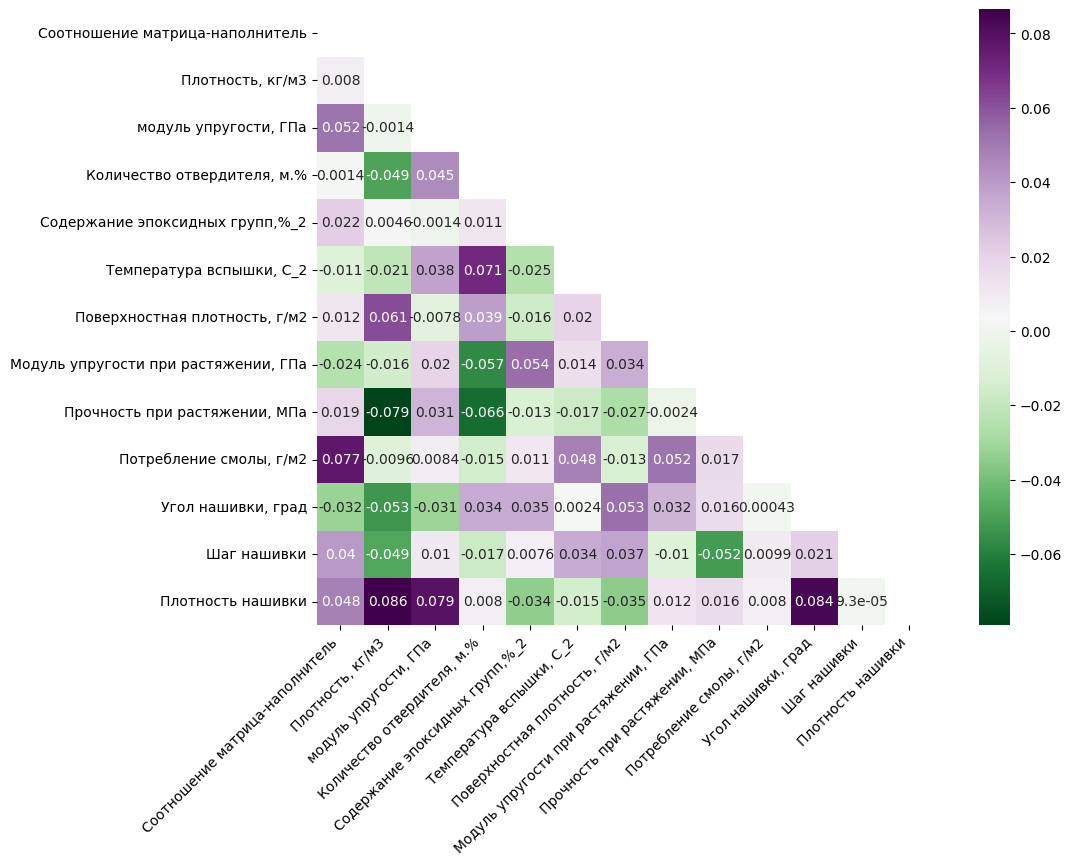 Соотношение матрица-наполнитель
Плотность, кг/м3
0.008
модуль упругости, ГПа
0.052 -0.0014
Количество отвердителя, м.%
0.0014 -0.049 0.045
Содержание эпоксидных групп,%_2
0.022 0.0046 -0.0014 0.011
Температура вспышки, С_2
-0.011 -0.021 0.038 0.071 -0.025
Поверхностная плотность, г/м2
0.012 0.061 -0.0078 0.039 -0.016 0.02
Модуль упругости при растяжении, ГПа
-0.024 -0.016 0.02 -0.057 0.054 0.014 0.034
Прочность при растяжении, МПа
0.019 -0.079 0.031 -0.066 -0.013 -0.017 -0.027 -0.0024
Потребление смолы, г/м2
0.077 -0.0096 0.0084 -0.015 0.011 0.048 -0.013 0.052 0.017
Угол нашивки, град
-0.032 -0.053 -0.031 0.034 0.035 0.0024 0.053 0.032 0.016 0.00043
Шаг нашивки
0.04 -0.049 0.01 -0.017 0.0076 0.034 0.037 -0.01 -0.052 0.0099 0.021
Плотность нашивки
0.048 0.086 0.079 0.008 -0.034 -0.015 -0.035 0.012 0.016 0.008 0.084 9.3e-05
Соотношение матрица-наполнитель
Плотность, кг/м3
модуль упругости, ГПа
Количество отвердителя, м.%
Содержание эпоксидных групп,%_2
Температура вспышки, С_2
Поверхностная плотность, г/м2
Модуль упругости при растяжении, ГПа
Прочность при растяжении, МПа
Потребление смолы, г/м2
Угол нашивки, град
Шаг нашивки
Плотность нашивки
0.08
0.06
0.04
0.02
0.00
−0.02
−0.04
−0.06